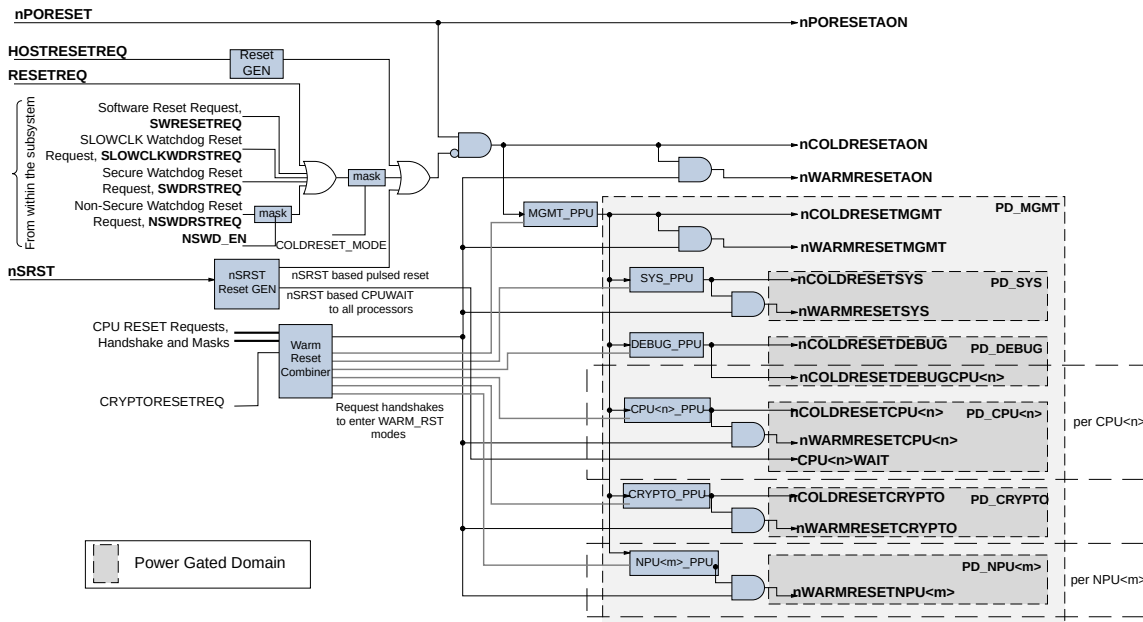 nPORESET
nPORESETAON
HOSTRESETREQ
Reset
GEN
RESETREQ
From within the subsystem
Software Reset Request,
SWRESETREQ
SLOWCLK Watchdog Reset
Request, SLOWCLKWDRSTREQ
Secure Watchdog Reset
Request, SWDRSTREQ
Non-Secure Watchdog Reset
Request, NSWDRSTREQ
NSWD_EN
mask
mask
COLDRESET_MODE
nCOLDRESETAON
nWARMRESETAON
MGMT_PPU
PD_MGMT
nCOLDRESETMGMT
nWARMRESETMGMT
nSRST
nSRST
Reset GEN
nSRST based pulsed reset
nSRST based CPUWAIT
to all processors
SYS_PPU
nCOLDRESETSYS
PD_SYS
nWARMRESETSYS
CPU RESET Requests,
Handshake and Masks
Warm
Reset
Combiner
CRYPTORESETREQ
Request handshakes
to enter WARM_RST
modes
DEBUG_PPU
nCOLDRESETDEBUG
PD_DEBUG
nCOLDRESETDEBUGCPU<n>
CPU<n>_PPU
nCOLDRESETCPU<n>
PD_CPU<n>
nWARMRESETCPU<n>
CPU<n>WAIT
per CPU<n>
CRYPTO_PPU
nCOLDRESETCRYPTO
PD_CRYPTO
nWARMRESETCRYPTO
NPU<m>_PPU
PD_NPU<m>
nWARMRESETNPU<m>
per NPU<m>
Power Gated Domain